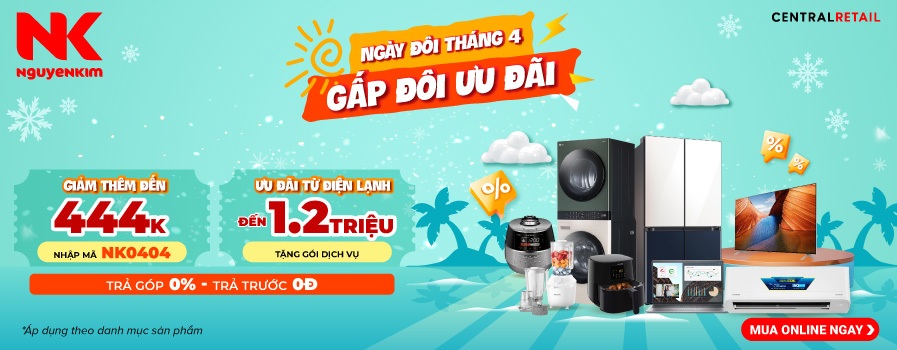 NK
NGUYENKIM
CENTRALRETAIL
NGÀY ĐÔI THÁNG 4
GẤP ĐÔI ƯU ĐÃI
GIẢM THÊM ĐẾN
444K
NHẬP MÃ NK0404
ƯU ĐÃI TỪ ĐIỆN LẠNH
ĐẾN 1.2 TRIỆU
TẶNG GÓI DỊCH VỤ
TRẢ GÓP 0% - TRẢ TRƯỚC 0Đ
%
%
%
*Áp dụng theo danh mục sản phẩm
MUA ONLINE NGAY